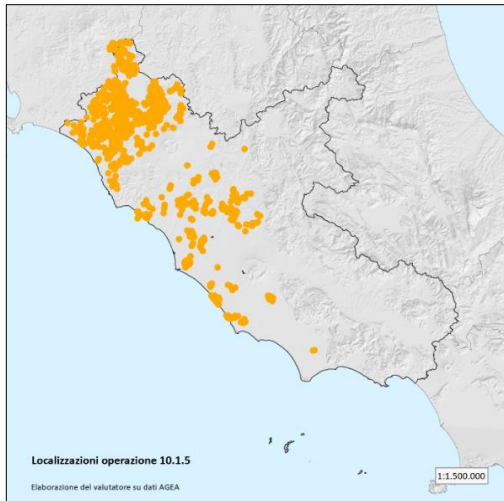 Localizzazioni operazione 10.1.5
1:1.500.000
Elaborazione del valutatore su dati AGEA